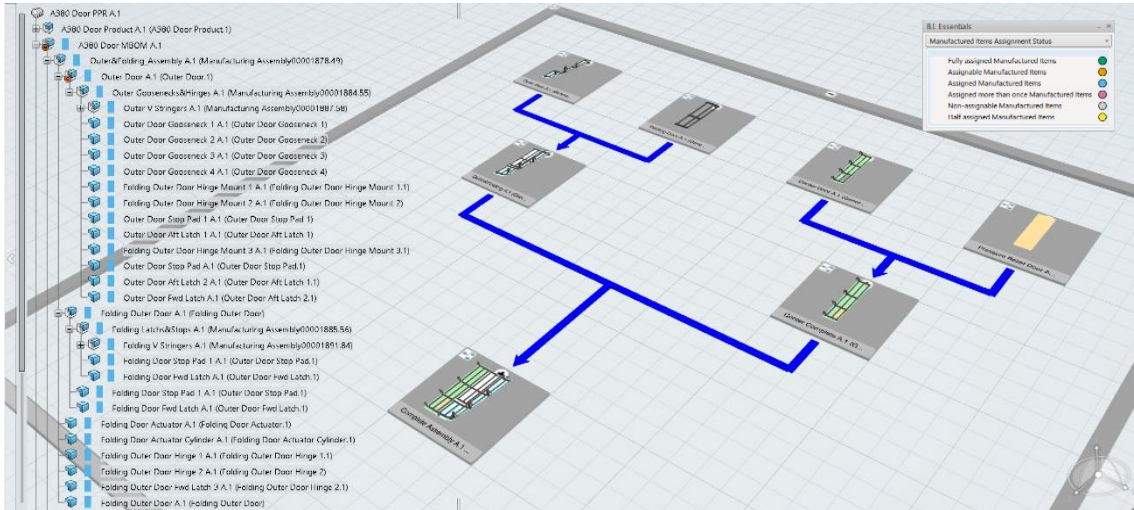 A380 Door PPR A.1
A380 Door Product A.1 (A380 Door Product.1)
A380 Door MBOM A.1
Outer&Folding Assembly A.1 (Manufacturing Assembly00001878.49)
Outer Door A.1 (Outer Door.1)
Outer Goosenecks&Hinges A.1 (Manufacturing Assembly00001884.55)
Outer V Stringers A.1 (Manufacturing Assembly00001887.58)
Outer Door Gooseneck 1 A.1 (Outer Door Gooseneck 1)
Outer Door Gooseneck 2 A.1 (Outer Door Gooseneck 2)
Outer Door Gooseneck 3 A.1 (Outer Door Gooseneck 3)
Outer Door Gooseneck 4 A.1 (Outer Door Gooseneck 4)
Folding Outer Door Hinge Mount 1 A.1 (Folding Outer Door Hinge Mount 1.1)
Folding Outer Door Hinge Mount 2 A.1 (Folding Outer Door Hinge Mount 2)
Outer Door Stop Pad 1 A.1 (Outer Door Stop Pad 1)
Outer Door Aft Latch 1 A.1 (Outer Door Aft Latch 1)
Folding Outer Door Hinge Mount 3 A.1 (Folding Outer Door Hinge Mount 3.1)
Outer Door Stop Pad A.1 (Outer Door Stop Pad.1)
Outer Door Aft Latch 2 A.1 (Outer Door Aft Latch 1.1)
Outer Door Fwd Latch A.1 (Outer Door Aft Latch 2.1)
Folding Outer Door A.1 (Folding Outer Door)
Folding Latchs&Stops A.1 (Manufacturing Assembly00001885.56)
Folding V Stringers A.1 (Manufacturing Assembly00001891.84)
Folding Door Stop Pad 1 A.1 (Outer Door Stop Pad.1)
Folding Door Fwd Latch A.1 (Outer Door Fwd Latch.1)
Folding Door Stop Pad 1 A.1 (Outer Door Stop Pad.1)
Folding Door Fwd Latch A.1 (Outer Door Fwd Latch.1)
Folding Door Actuator A.1 (Folding Door Actuator.1)
Folding Door Actuator Cylinder A.1 (Folding Door Actuator Cylinder.1)
Folding Outer Door Hinge 1 A.1 (Folding Outer Door Hinge 1.1)
Folding Outer Door Hinge 2 A.1 (Folding Outer Door Hinge 2)
Folding Outer Door Fwd Latch 3 A.1 (Folding Outer Door Hinge 2.1)
Folding Outer Door A.1 (Folding Outer Door)
B.I. Essentials
Manufactured Items Assignment Status
Fully assigned Manufactured Items
Assignable Manufactured Items
Assigned Manufactured Items
Assigned more than once Manufactured Items
Non-assignable Manufactured Items
Half assigned Manufactured Items
Pressure Relief Door A...
Complete Assembly A.1 ...